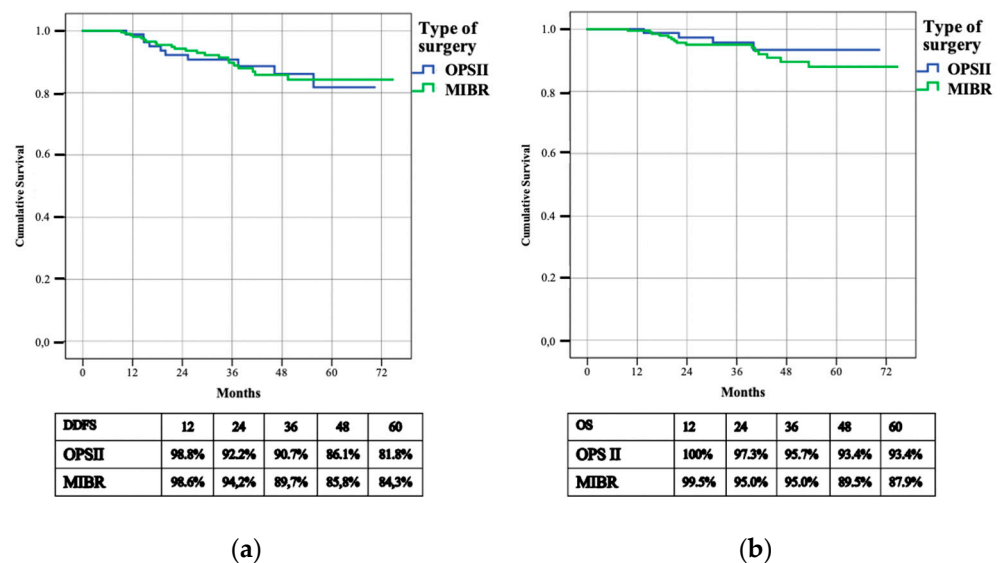 Type of
surgery
OPSII
MIBR
Cumulative Survival
1.0
0.8
0.6
0.4
0.2
0,0
0 12 24 36 48 60 72
Months
DDFS 12 24 36 48 60
OPSII 98.8% 92.2% 90.7% 86.1% 81.8%
MIBR 98.6% 94,2% 89,7% 85,8% 84,3%
(a)
Type of
surgery
OPSII
MIBR
Cumulative Survival
1.0
0.8
0.6
0.4
0.2
0,0
0 12 24 36 48 60 72
Months
OS 12 24 36 48 60
OPS II 100% 97.3% 95.7% 93.4% 93.4%
MIBR 99.5% 95.0% 95.0% 89.5% 87.9%
(b)